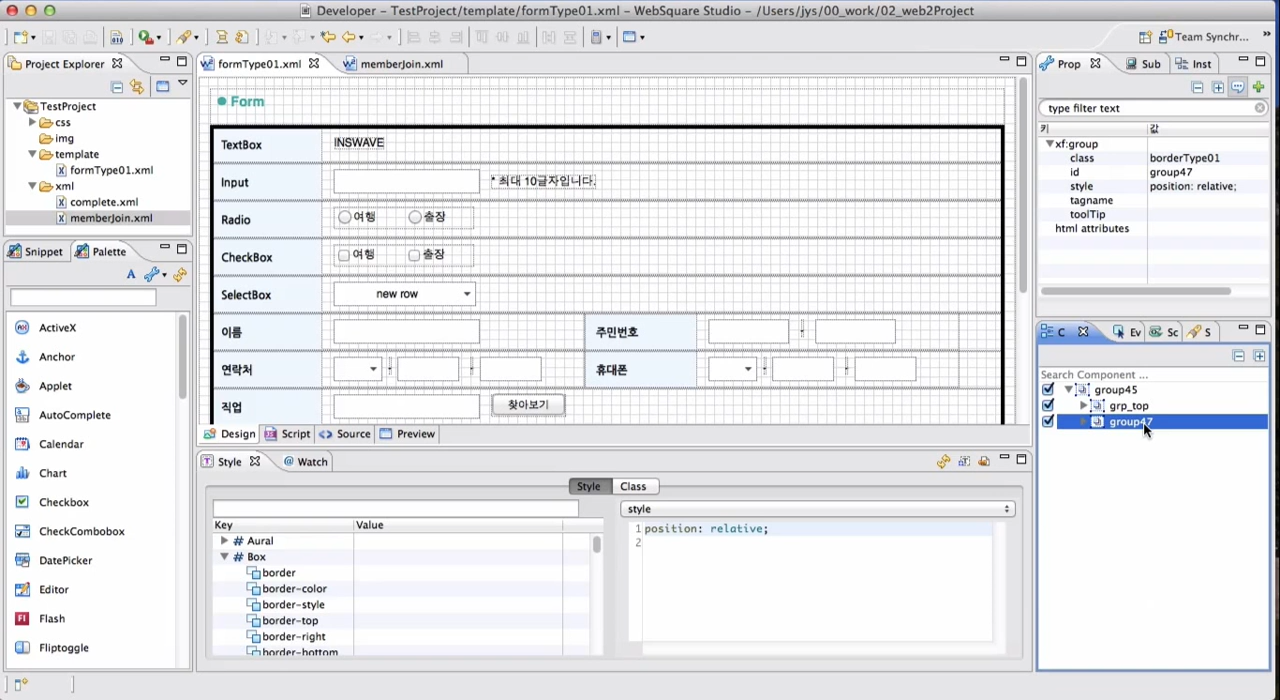 Developer - TestProject/template/formType01.xml - WebSquare Studio - /Users/jys/00_work/02_web2Project
Team Synchr...
Project Explorer
TestProject
css
img
template
formType01.xml
xml
complete.xml
memberJoin.xml
Snippet
Palette
A
ActiveX
Anchor
Applet
AutoComplete
Calendar
Chart
Checkbox
CheckCombobox
DatePicker
Editor
Flash
Fliptoggle
formType01.xml
memberJoin.xml
Form
TextBox
INSWAVE
Input
* 최대 10글자입니다.
Radio
여행
출장
CheckBox
여행
출장
SelectBox
new row
이름
주민번호
-
연락처
- -
휴대폰
- -
직업
찾아보기
Design
Script
Source
Preview
Style
Watch
Style
Class
Key
Value
# Aural
# Box
border
border-color
border-style
border-top
border-right
border-bottom
style
1 position: relative;
2
Prop
Sub
Inst
type filter text
키
값
xf:group
class
borderType01
id
group47
style
position: relative;
tagname
toolTip
html attributes
C
Ev
Sc
S
Search Component ...
group45
grp_top
group47